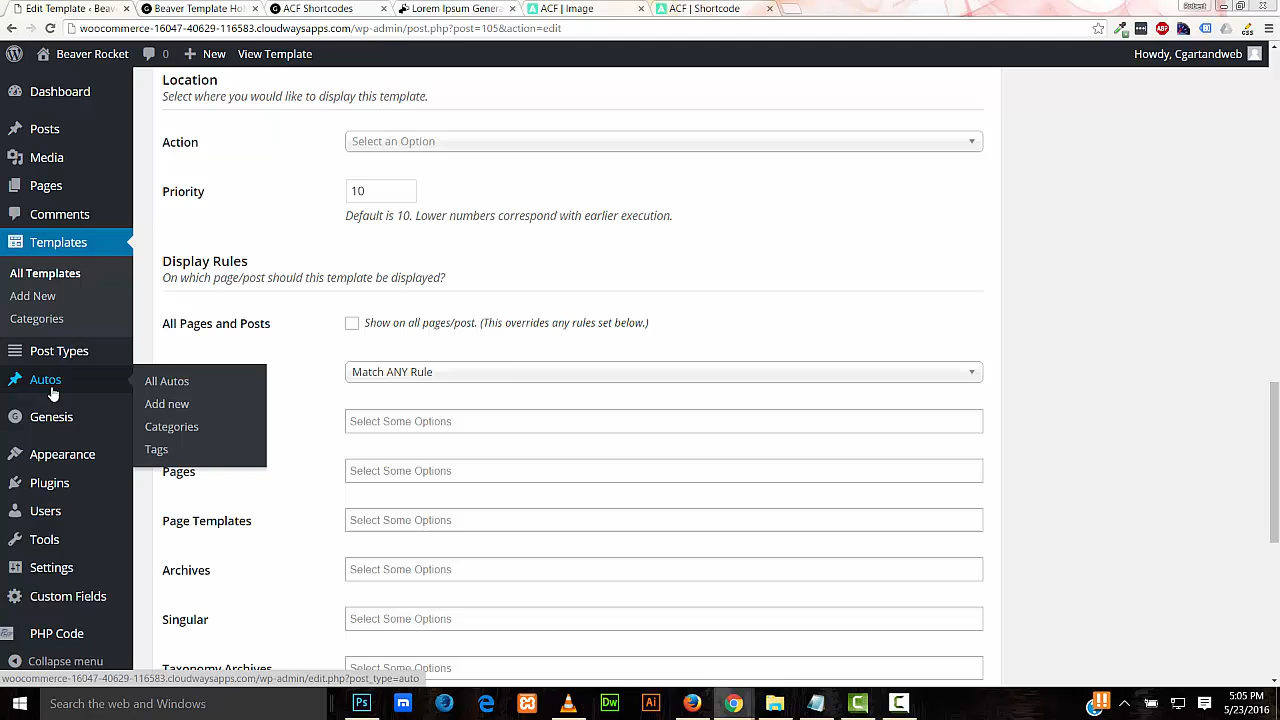 Edit Template ‹ Beav
Beaver Template Ho
ACF Shortcodes
Lorem Ipsum Genera
ACF | Image
ACF | Shortcode
Robert
woocommerce-16047-40629-116583.cloudwaysapps.com/wp-admin/post.php?post=105&action=edit
Beaver Rocket
0
New
View Template
Howdy, Cgartandweb
Dashboard
Posts
Media
Pages
Comments
Templates
All Templates
Add New
Categories
Post Types
Autos
All Autos
Add new
Categories
Tags
Genesis
Appearance
Plugins
Users
Tools
Settings
Custom Fields
PHP Code
Collapse menu
Location
Select where you would like to display this template.
Action
Select an Option
Priority
10
Default is 10. Lower numbers correspond with earlier execution.
Display Rules
On which page/post should this template be displayed?
All Pages and Posts
Show on all pages/post. (This overrides any rules set below.)
Match ANY Rule
Select Some Options
Pages
Select Some Options
Page Templates
Select Some Options
Archives
Select Some Options
Singular
Select Some Options
Taxonomy Archives
Select Some Options
woocommerce-16047-40629-116583.cloudwaysapps.com/wp-admin/edit.php?post_type=auto
Search the web and Windows
5:05 PM
5/23/2016